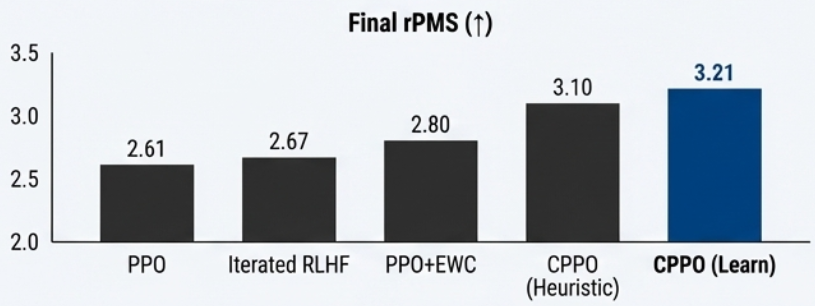 Final rPMS (↑)
3.5
3.0
2.5
2.0
2.61
2.67
2.80
3.10
3.21
PPO
Iterated RLHF
PPO+EWC
CPPO
(Heuristic)
CPPO (Learn)